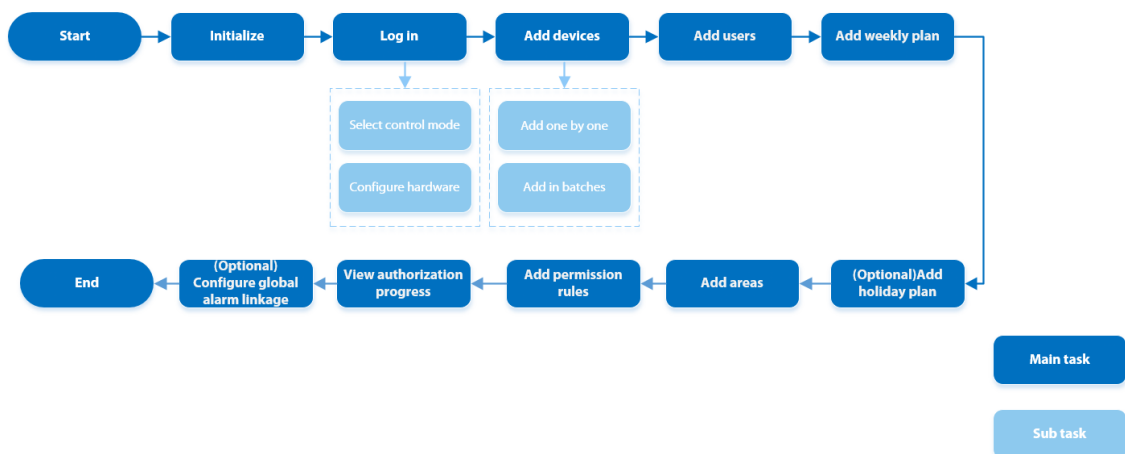 Start
Initialize
Log in
Add devices
Add users
Add weekly plan
Select control mode
Configure hardware
Add one by one
Add in batches
End
(Optional)
Configure global
alarm linkage
View authorization
progress
Add permission
rules
Add areas
(Optional)Add
holiday plan
Main task
Sub task